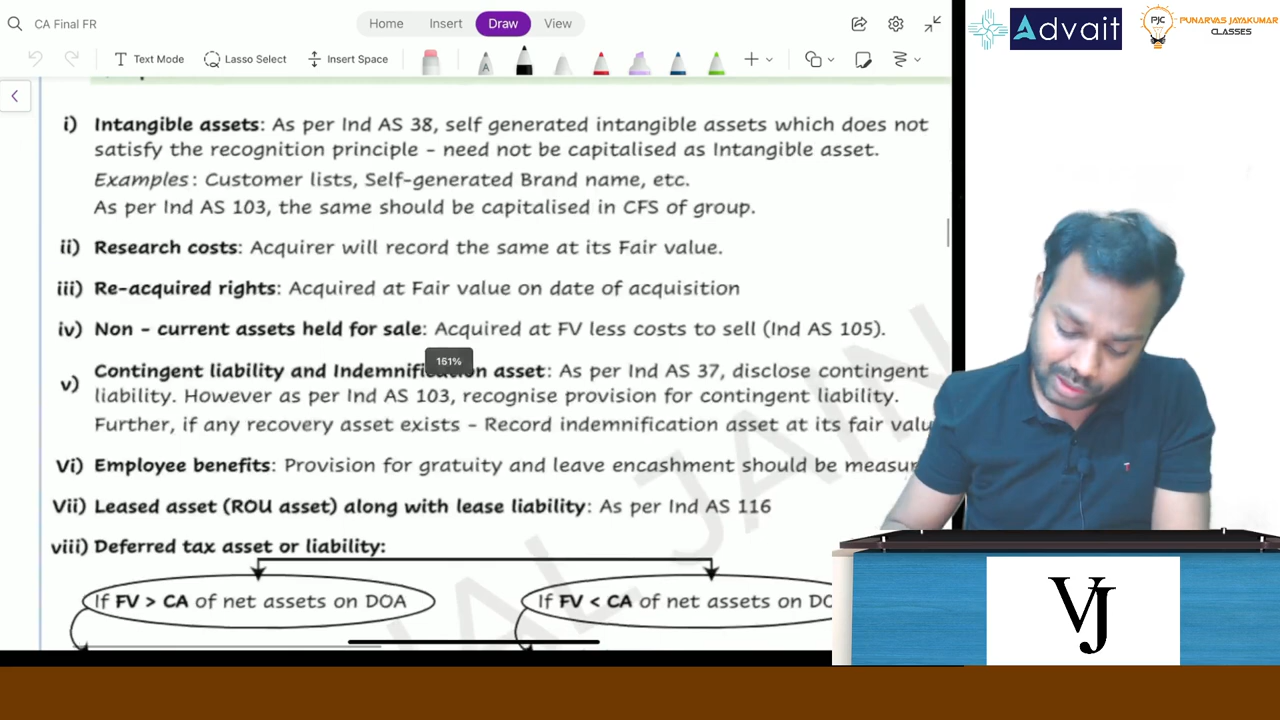 CA Final FR
Home Insert Draw View
Text Mode Lasso Select Insert Space
A
Advait
PJC
PUNARVAS JAYAKUMAR
CLASSES
i) Intangible assets: As per Ind AS 38, self generated intangible assets which does not
satisfy the recognition principle - need not be capitalised as Intangible asset.
Examples: Customer lists, Self-generated Brand name, etc.
As per Ind AS 103, the same should be capitalised in CFS of group.
ii) Research costs: Acquirer will record the same at its Fair value.
iii) Re-acquired rights: Acquired at Fair value on date of acquisition
iv) Non - current assets held for sale: Acquired at FV less costs to sell (Ind AS 105).
161%
v) Contingent liability and asset: As per Ind AS 37, disclose contingent
liability. However as per Ind AS 103, recognise provision for contingent liability.
Further, if any recovery asset exists - Record indemnification asset at its fair valu
Vi) Employee benefits: Provision for gratuity and leave encashment should be
Vii) Leased asset (ROU asset) along with lease liability: As per Ind AS 116
viii) Deferred tax asset or liability:
If FV > CA of net assets on DOA
If FV < CA of net assets on
JAIN
VJ